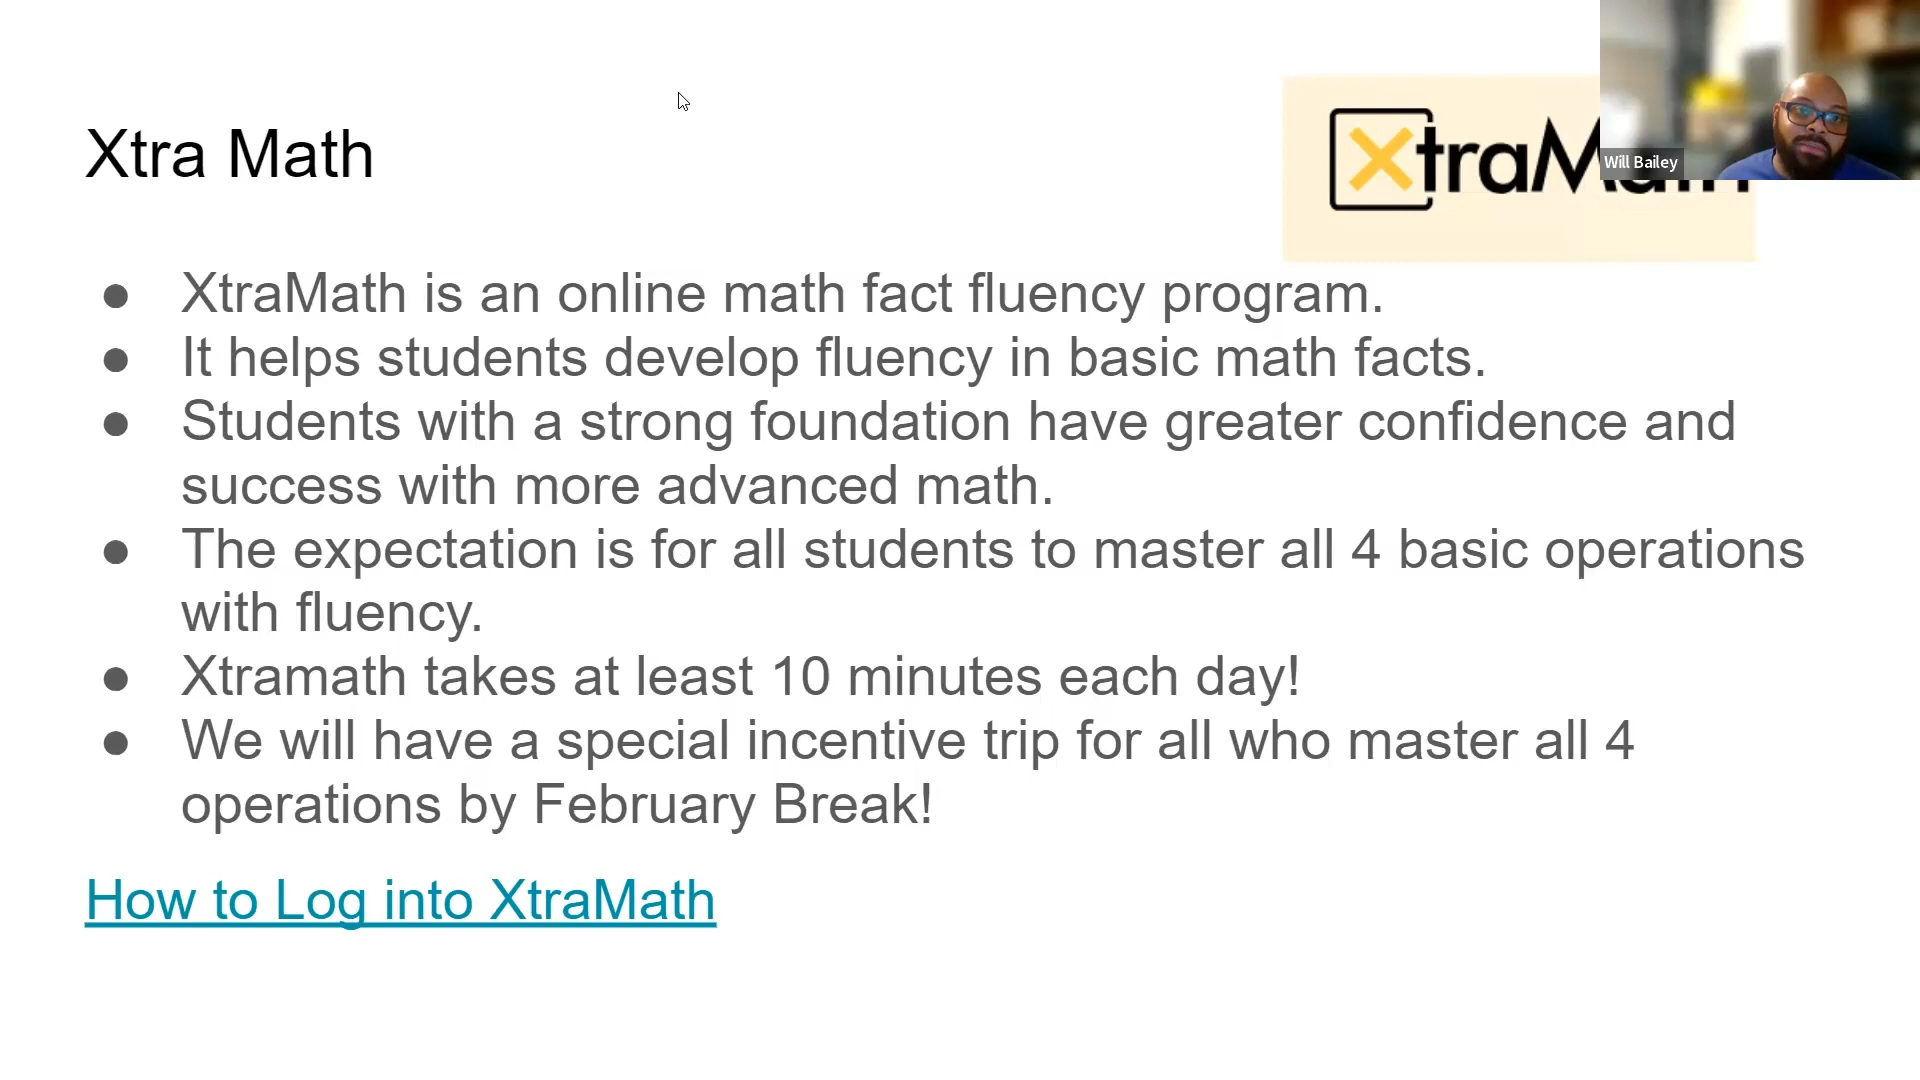 Xtra Math
XtraM
Will Bailey
● XtraMath is an online math fact fluency program.
● It helps students develop fluency in basic math facts.
● Students with a strong foundation have greater confidence and
success with more advanced math.
● The expectation is for all students to master all 4 basic operations
with fluency.
● Xtramath takes at least 10 minutes each day!
● We will have a special incentive trip for all who master all 4
operations by February Break!
How to Log into XtraMath